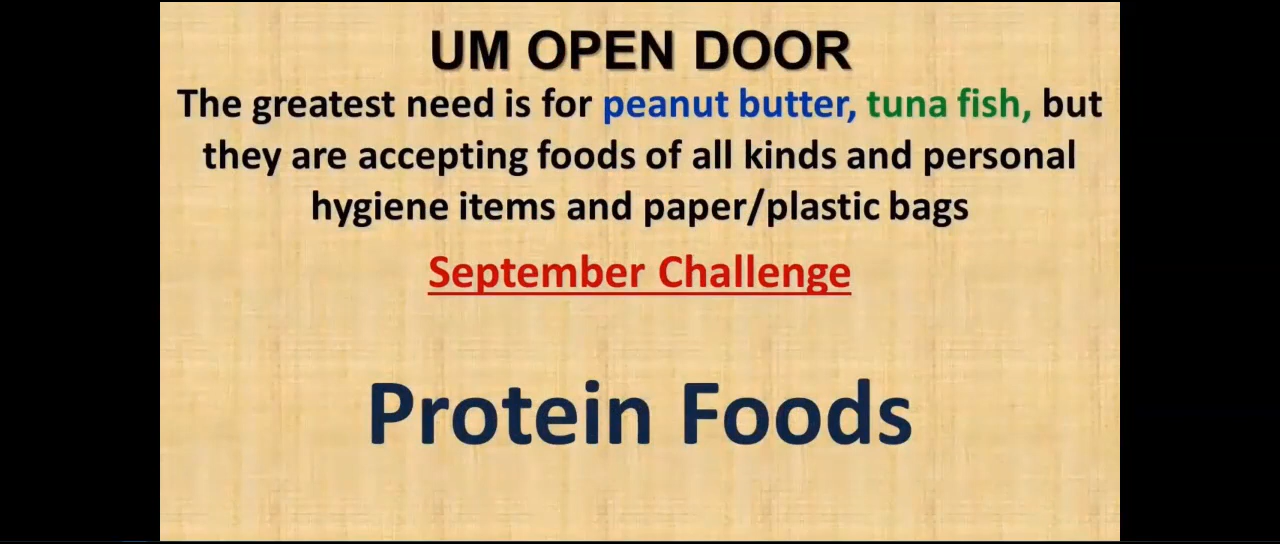 UM OPEN DOOR
The greatest need is for peanut butter, tuna fish, but
they are accepting foods of all kinds and personal
hygiene items and paper/plastic bags
September Challenge
Protein Foods